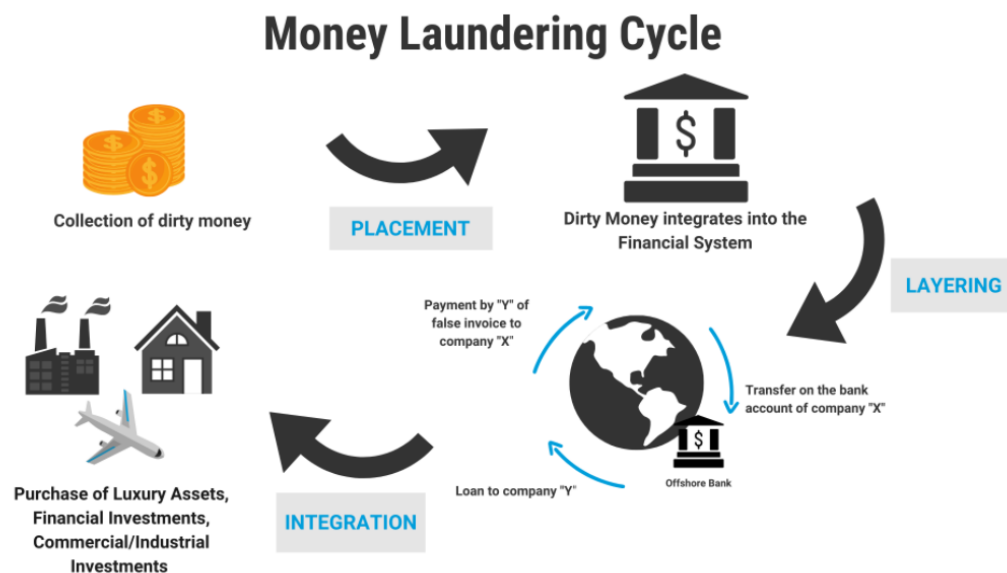 Money Laundering Cycle
Collection of dirty money
PLACEMENT
$
Dirty Money integrates into the
Financial System
LAYERING
Payment by "Y" of
false invoice to
company "X"
Transfer on the bank
account of company "X"
$
Offshore Bank
Loan to company "Y"
INTEGRATION
Purchase of Luxury Assets,
Financial Investments,
Commercial/Industrial
Investments